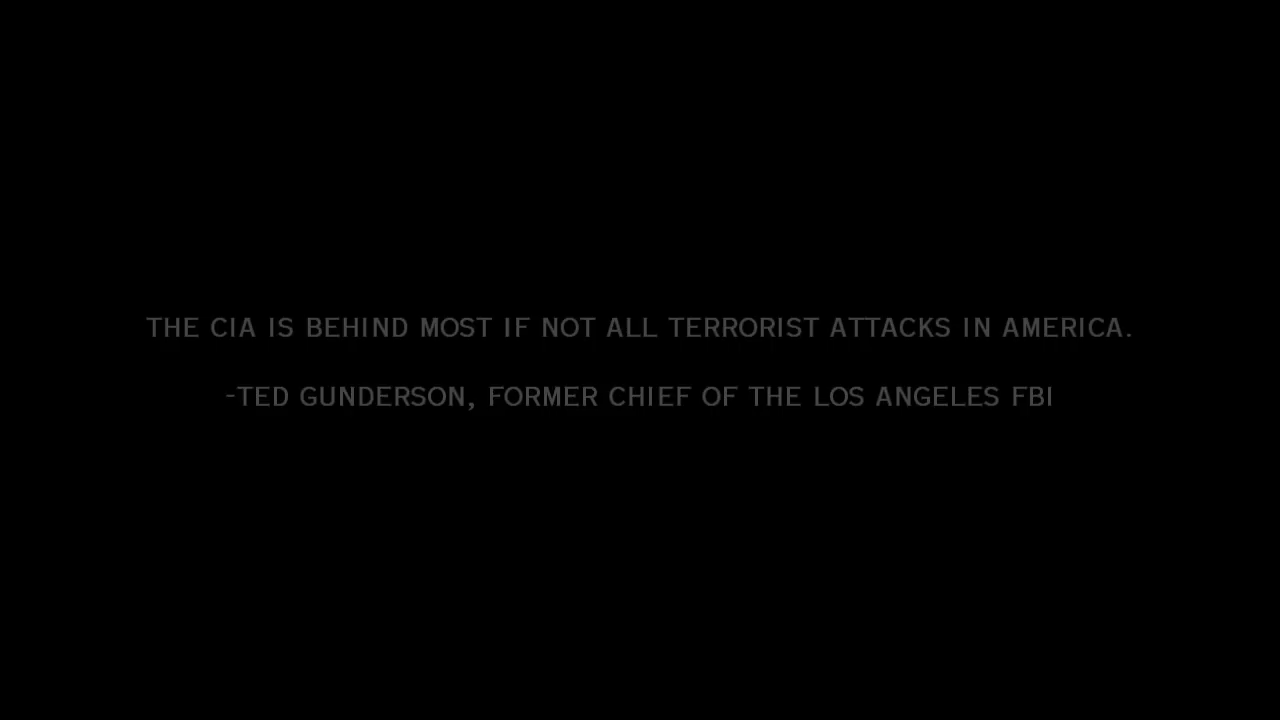 THE CIA IS BEHIND MOST IF NOT ALL TERRORIST ATTACKS IN AMERICA.
-TED GUNDERSON, FORMER CHIEF OF THE LOS ANGELES FBI